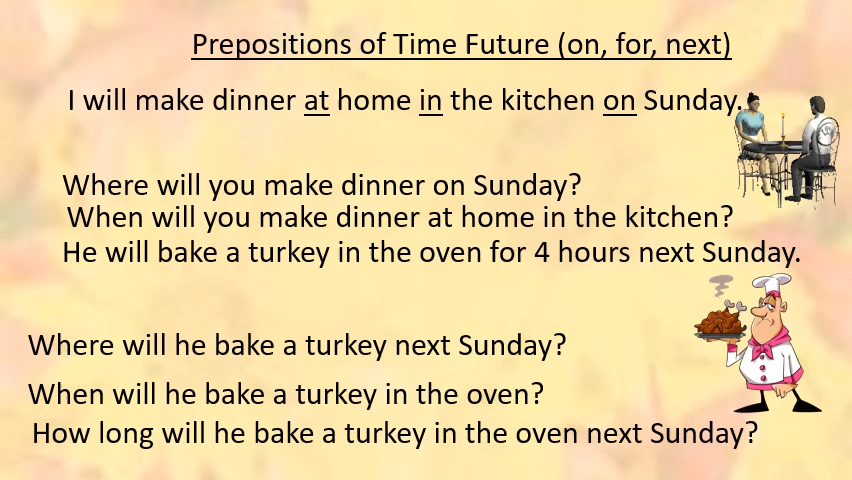 Prepositions of Time Future (on, for, next)
I will make dinner at home in the kitchen on Sunday.
Where will you make dinner on Sunday?
When will you make dinner at home in the kitchen?
He will bake a turkey in the oven for 4 hours next Sunday.
Where will he bake a turkey next Sunday?
When will he bake a turkey in the oven?
How long will he bake a turkey in the oven next Sunday?